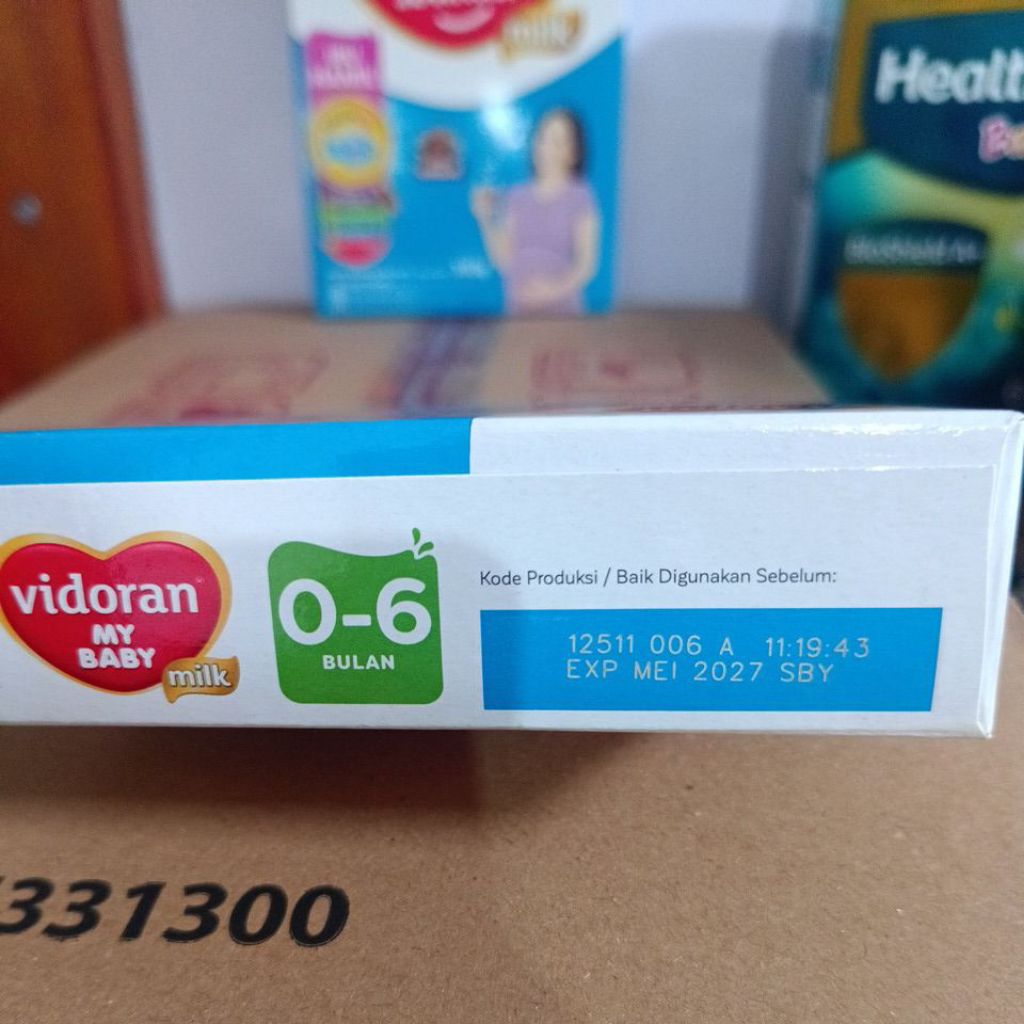 milk
Healt
vidoran
MY
BABY
milk
0-6
BULAN
Kode Produksi / Baik Digunakan Sebelum:
12511 006 A 11:19:43
EXP MEI 2027 SBY
331300